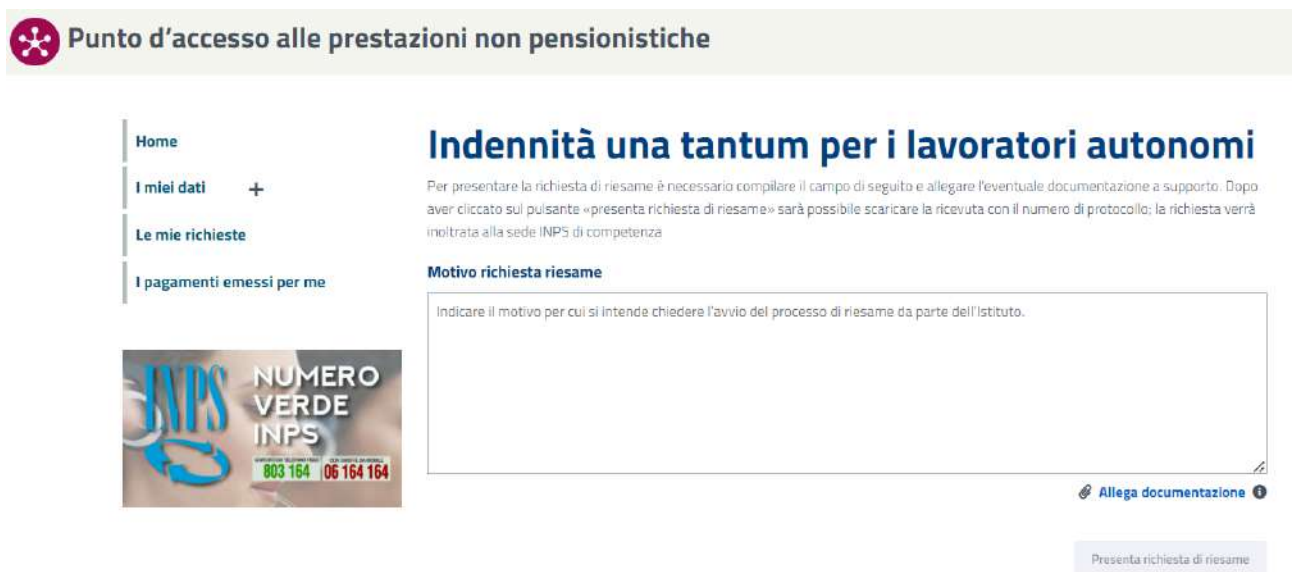 Punto d’accesso alle prestazioni non pensionistiche
Home
I miei dati +
Le mie richieste
I pagamenti emessi per me
INPS
NUMERO
VERDE
INPS
803 164 06 164 164
Indennità una tantum per i lavoratori autonomi
Per presentare la richiesta di riesame è necessario compilare il campo di seguito e allegare l'eventuale documentazione a supporto. Dopo
aver cliccato sul pulsante «presenta richiesta di riesame» sarà possibile scaricare la ricevuta con il numero di protocollo; la richiesta verrà
inoltrata alla sede INPS di competenza
Motivo richiesta riesame
Indicare il motivo per cui si intende chiedere l'avvio del processo di riesame da parte dell'Istituto.
Allega documentazione
Presenta richiesta di riesame